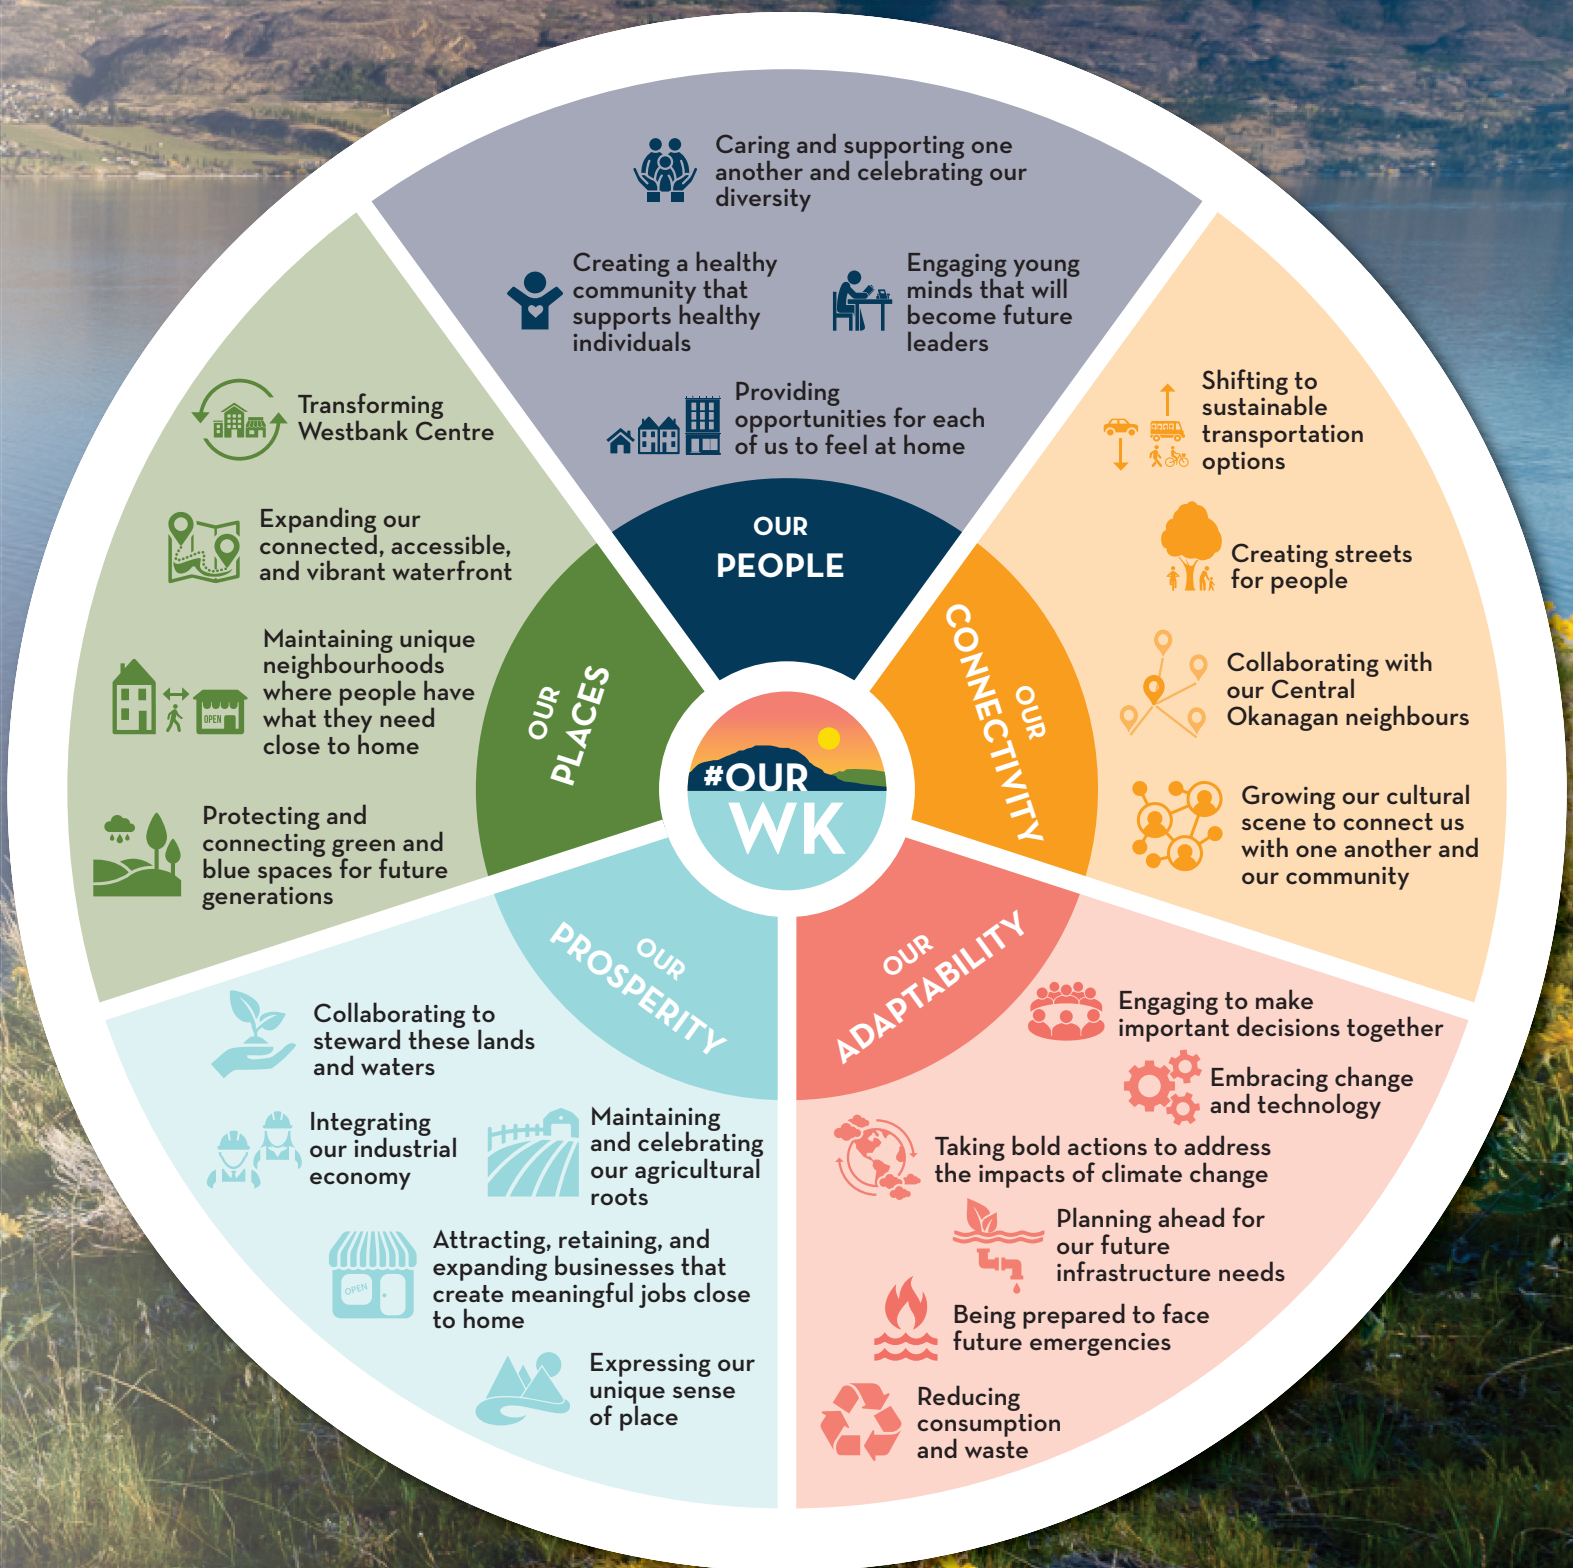 Caring and supporting one
another and celebrating our
diversity
Creating a healthy
community that
supports healthy
individuals
Engaging young
minds that will
become future
leaders
Providing
opportunities for each
of us to feel at home
OUR
PEOPLE
Shifting to
sustainable
transportation
options
Creating streets
for people
Collaborating with
our Central
Okanagan neighbours
Growing our cultural
scene to connect us
with one another and
our community
OUR
CONNECTIVITY
Engaging to make
important decisions together
Embracing change
and technology
Taking bold actions to address
the impacts of climate change
Planning ahead for
our future
infrastructure needs
Being prepared to face
future emergencies
Reducing
consumption
and waste
OUR
ADAPTABILITY
OUR
PROSPERITY
Collaborating to
steward these lands
and waters
Integrating
our industrial
economy
Maintaining
and celebrating
our agricultural
roots
OPEN
Attracting, retaining, and
expanding businesses that
create meaningful jobs close
to home
Expressing our
unique sense
of place
OUR
PLACES
Transforming
Westbank Centre
Expanding our
connected, accessible,
and vibrant waterfront
OPEN
Maintaining unique
neighbourhoods
where people have
what they need
close to home
Protecting and
connecting green and
blue spaces for future
generations
#OUR
WK